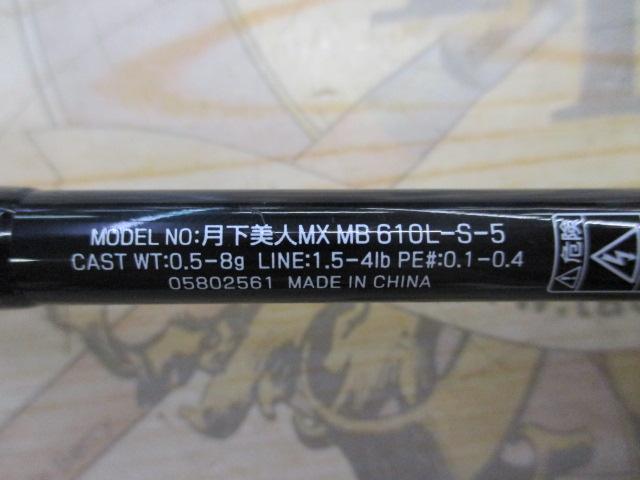 MODEL NO:月下美人MX MB 610L-S-5
CAST WT:0.5-8g LINE:1.5-4lb PE#:0.1-0.4
05802561 MADE IN CHINA
危険